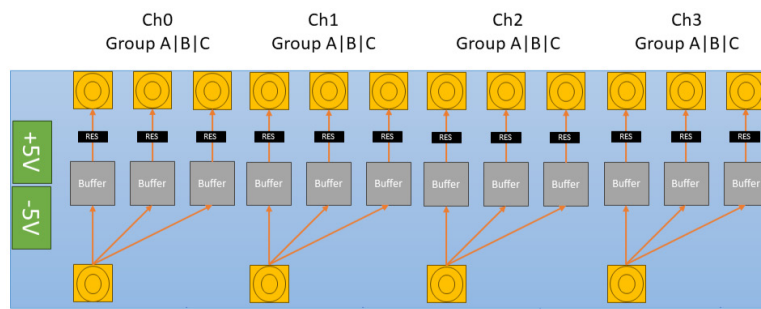 Ch0 Ch1 Ch2 Ch3
Group A|B|C Group A|B|C Group A|B|C Group A|B|C
RES RES RES RES RES RES RES RES RES RES RES RES
+5V
Buffer Buffer Buffer Buffer Buffer Buffer Buffer Buffer Buffer Buffer Buffer Buffer
-5V